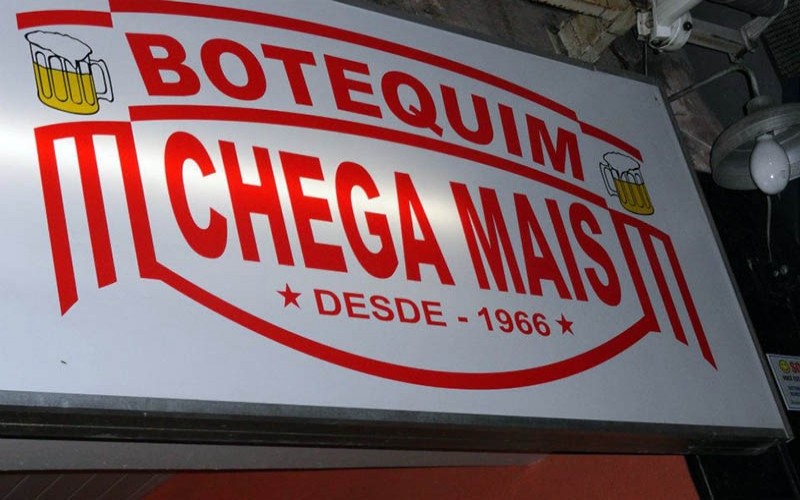 BOTEQUIM
CHEGA MAIS
★ DESDE - 1966 ★